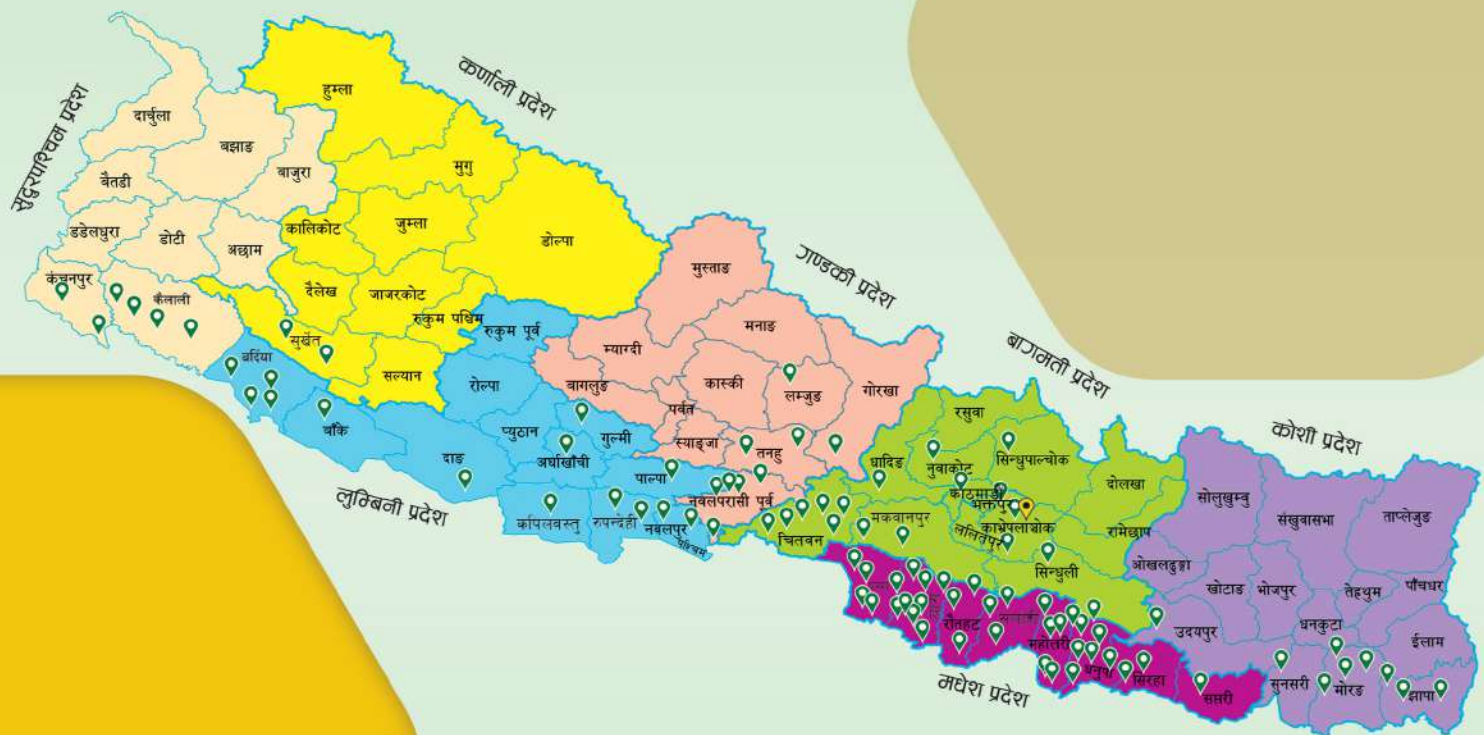 सुदूरपश्चिम प्रदेश
दार्चुला
बझाङ
बाजुरा
बैतडी
डडेलधुरा
डोटी
अछाम
कंचनपुर
कैलाली
कर्णाली प्रदेश
हुम्ला
मुगु
कालिकोट
जुम्ला
डोल्पा
दैलेख
जाजरकोट
रुकुम पश्चिम
सुर्खेत
सल्यान
लुम्बिनी प्रदेश
रुकुम पूर्व
बर्दिया
रोल्पा
बाँके
प्युठान
गुल्मी
अर्घाखाँची
दाङ
पाल्पा
कपिलवस्तु
रुपन्देही
नवलपुर
पश्चिम
गण्डकी प्रदेश
मुस्ताङ
मनाङ
म्याग्दी
बागलुङ
कास्की
लम्जुङ
गोरखा
पर्वत
स्याङ्जा
तनहु
नवलपरासी पूर्व
बागमती प्रदेश
रसुवा
धादिङ
नुवाकोट
सिन्धुपाल्चोक
दोलखा
काठमाडौं
भक्तपुर
काभ्रेपलाञ्चोक
ललितपुर
रामेछाप
मकवानपुर
चितवन
सिन्धुली
मधेश प्रदेश
रौतहट
महोत्तरी
धनुषा
सिरहा
सप्तरी
कोशी प्रदेश
सोलुखुम्बु
संखुवासभा
ताप्लेजुङ
ओखलढुङ्गा
खोटाङ
भोजपुर
तेह्रथुम
पाँचथर
धनकुटा
उदयपुर
ईलाम
सुनसरी
मोरङ
झापा